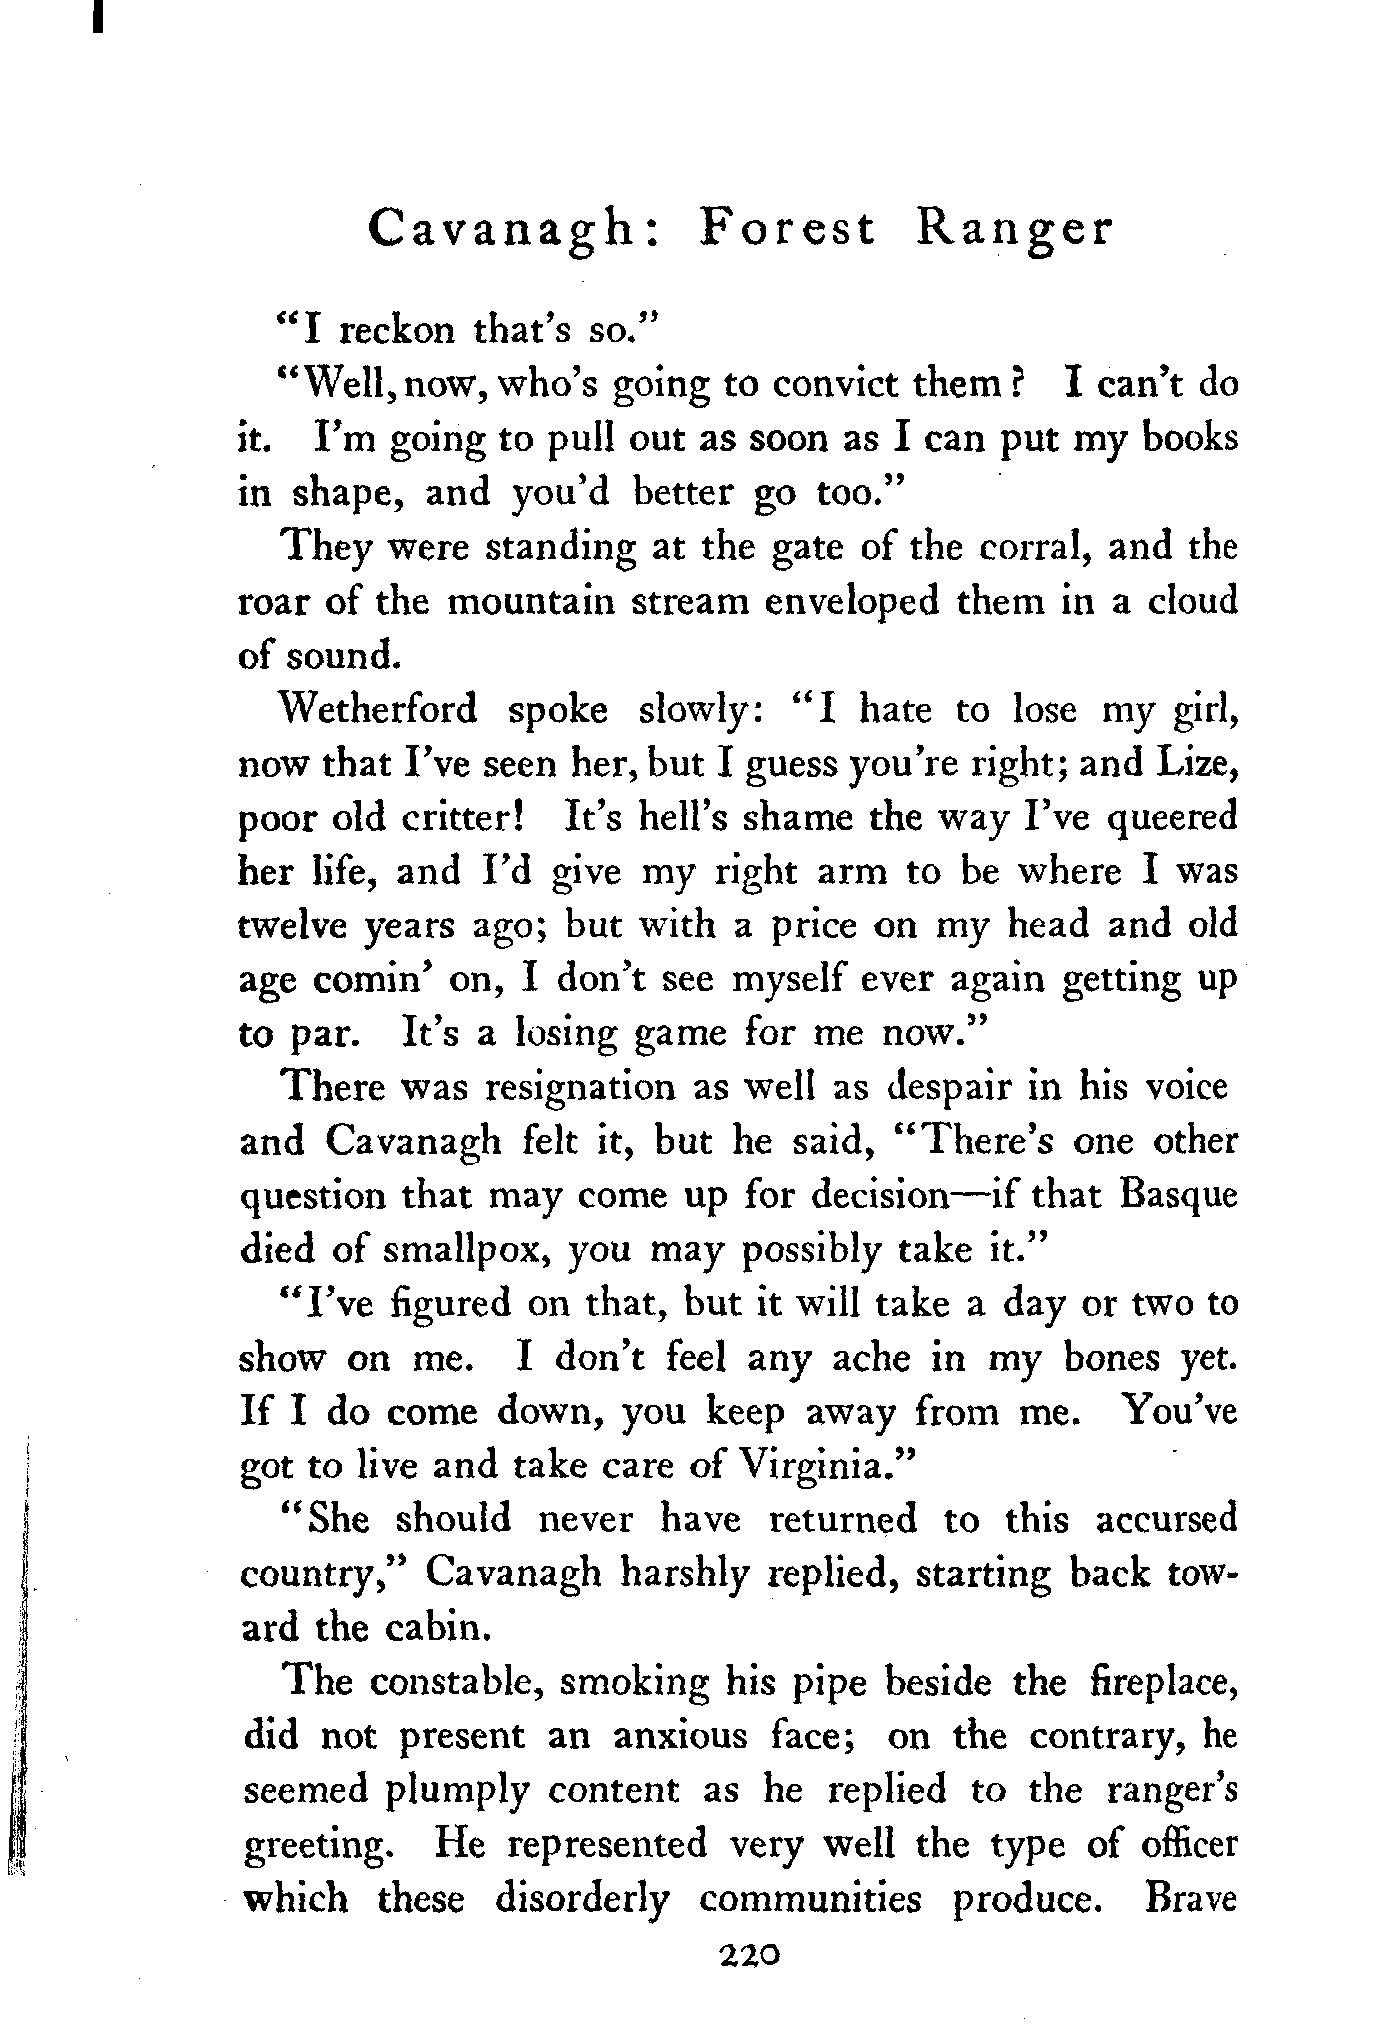 Cavanagh: Forest Ranger
"I reckon that's so."
"Well, now, who's going to convict them? I can't do
it. I'm going to pull out as soon as I can put my books
in shape, and you'd better go too."
They were standing at the gate of the corral, and the
roar of the mountain stream enveloped them in a cloud
of sound.
Wetherford spoke slowly: "I hate to lose my girl,
now that I've seen her, but I guess you're right; and Lize,
poor old critter! It's hell's shame the way I've queered
her life, and I'd give my right arm to be where I was
twelve years ago; but with a price on my head and old
age comin' on, I don't see myself ever again getting up
to par. It's a losing game for me now."
There was resignation as well as despair in his voice
and Cavanagh felt it, but he said, "There's one other
question that may come up for decision—if that Basque
died of smallpox, you may possibly take it."
"I've figured on that, but it will take a day or two to
show on me. I don't feel any ache in my bones yet.
If I do come down, you keep away from me. You've
got to live and take care of Virginia."
"She should never have returned to this accursed
country," Cavanagh harshly replied, starting back tow-
ard the cabin.
The constable, smoking his pipe beside the fireplace,
did not present an anxious face; on the contrary, he
seemed plumply content as he replied to the ranger's
greeting. He represented very well the type of officer
which these disorderly communities produce. Brave
220